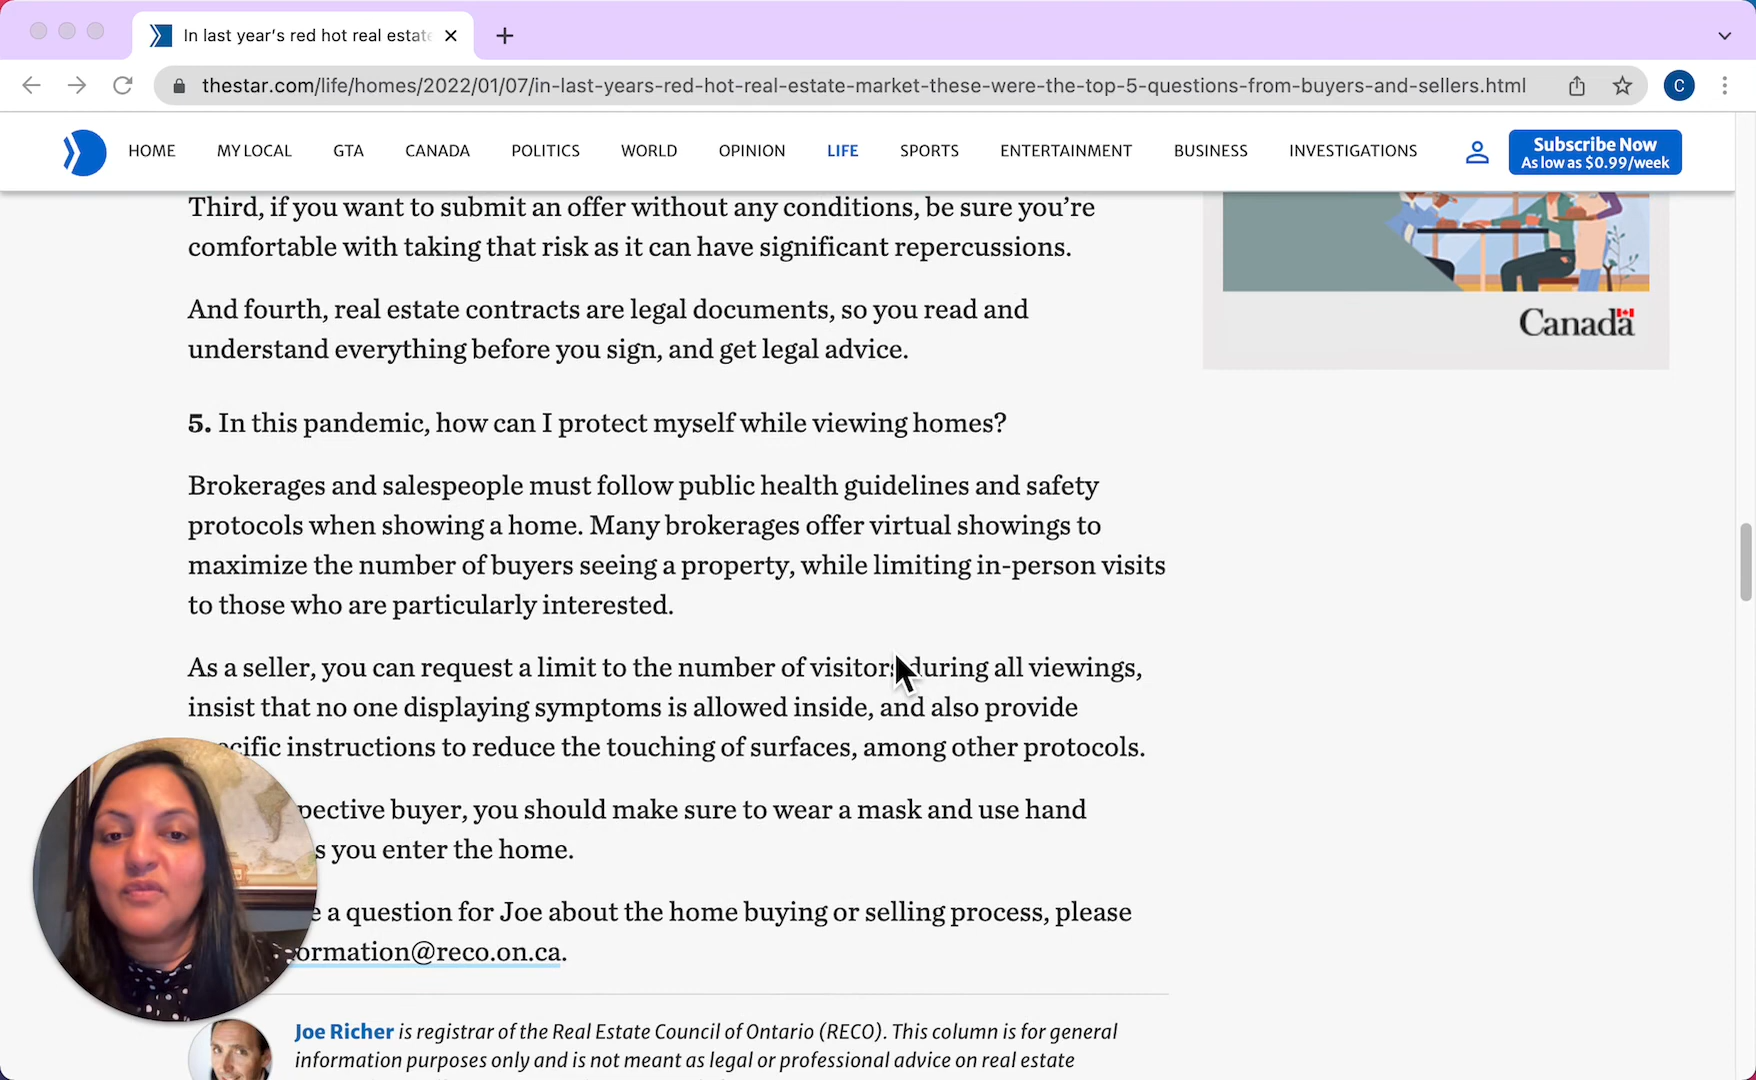 In last year's red hot real estate
thestar.com/life/homes/2022/01/07/in-last-years-red-hot-real-estate-market-these-were-the-top-5-questions-from-buyers-and-sellers.html
C
HOME MY LOCAL GTA CANADA POLITICS WORLD OPINION LIFE SPORTS ENTERTAINMENT BUSINESS INVESTIGATIONS
Subscribe Now
As low as $0.99/week
Third, if you want to submit an offer without any conditions, be sure you’re
comfortable with taking that risk as it can have significant repercussions.
Canada
And fourth, real estate contracts are legal documents, so you read and
understand everything before you sign, and get legal advice.
5. In this pandemic, how can I protect myself while viewing homes?
Brokerages and salespeople must follow public health guidelines and safety
protocols when showing a home. Many brokerages offer virtual showings to
maximize the number of buyers seeing a property, while limiting in-person visits
to those who are particularly interested.
As a seller, you can request a limit to the number of visitors during all viewings,
insist that no one displaying symptoms is allowed inside, and also provide
cific instructions to reduce the touching of surfaces, among other protocols.
pective buyer, you should make sure to wear a mask and use hand
s you enter the home.
e a question for Joe about the home buying or selling process, please
ormation@reco.on.ca.
Joe Richer is registrar of the Real Estate Council of Ontario (RECO). This column is for general
information purposes only and is not meant as legal or professional advice on real estate